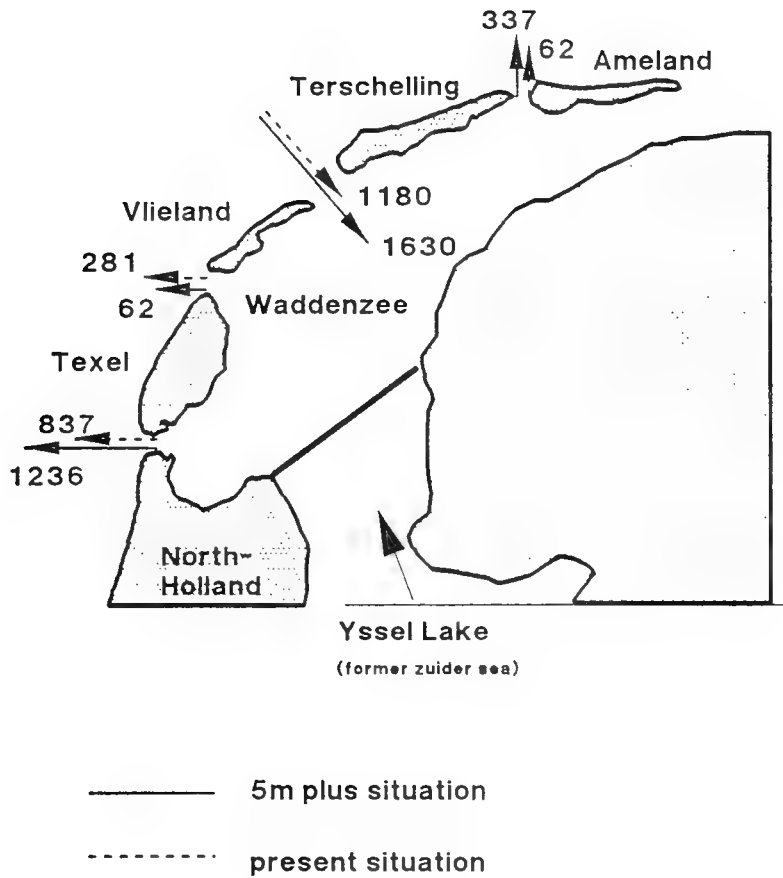 337
62
Ameland
Terschelling
1180
Vlieland
1630
281
Waddenzee
62
Texel
837
1236
North-
Holland
Yssel Lake
(former zuider sea)
5m plus situation
present situation